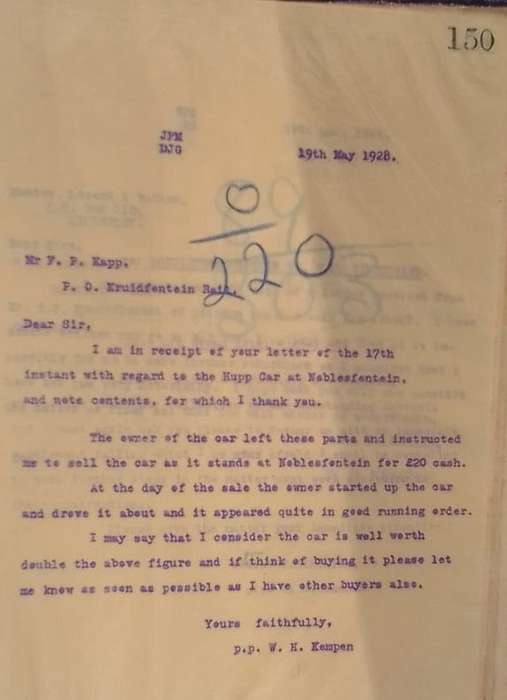 150
JPM
DJG
19th May 1928.
0
220
Mr F. P. Kapp.
P. O. Kruidfentein Rail.
Dear Sir,
I am in receipt of your letter of the 17th
instant with regard to the Hupp Car at Noblesfontein,
and note contents, for which I thank you.
The owner of the car left these parts and instructed
me to sell the car as it stands at Noblesfontein for £20 cash.
At the day of the sale the owner started up the car
and drove it about and it appeared quite in good running order.
I may say that I consider the car is well worth
double the above figure and if think of buying it please let
me know as soon as possible as I have other buyers also.
Yours faithfully,
p.p. W. H. Kempen